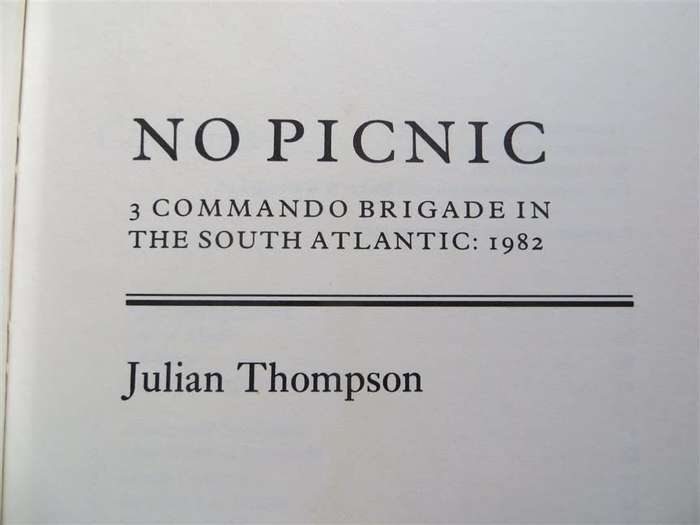 NO PICNIC
3 COMMANDO BRIGADE IN
THE SOUTH ATLANTIC: 1982
Julian Thompson